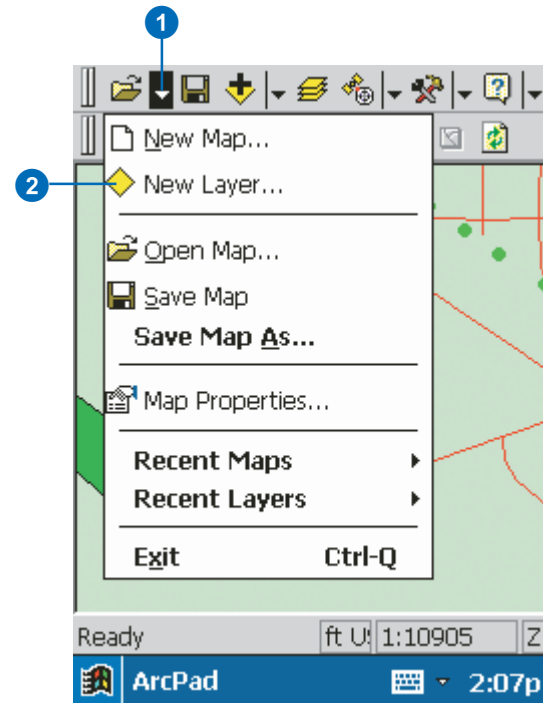 1
New Map...
2
New Layer...
Open Map...
Save Map
Save Map As...
Map Properties...
Recent Maps
Recent Layers
Exit Ctrl-Q
Ready ft U 1:10905 Z
ArcPad 2:07p